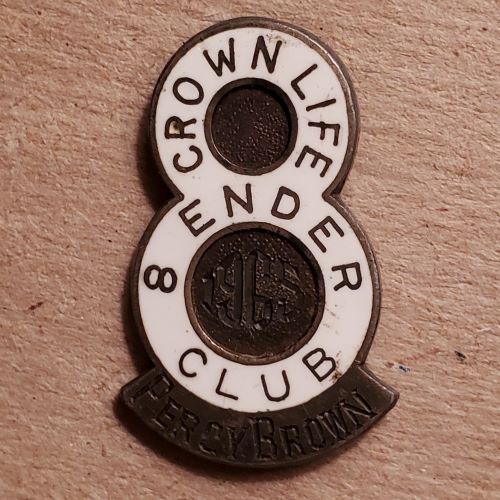 CROWN LIFE
8 ENDER
CLUB
PERCY BROWN